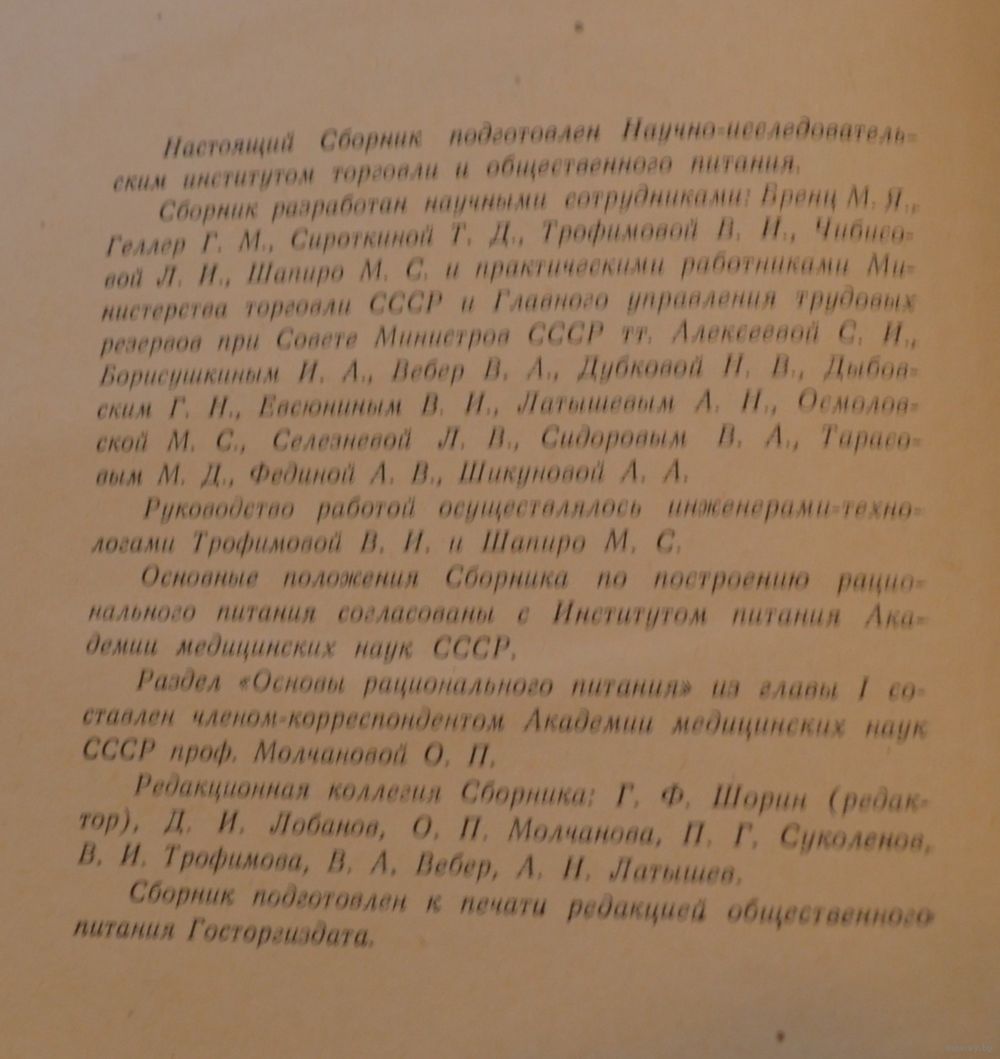 Настоящий Сборник подготовлен Научно-исследователь-
ским институтом торговли и общественного питания.
Сборник разработан научными сотрудниками: Бренц М. Я.,
Геллер Г. М., Сироткиной Т. Д., Трофимовой В. И., Чибисо-
вой Л. И., Шапиро М. С. и практическими работниками Ми-
нистерства торговли СССР и Главного управления трудовых
резервов при Совете Министров СССР тт. Алексеевой С. И.,
Борисушкиным И. А., Вебер В. А., Дубковой Н. В., Дыбов-
ским Г. Н., Евсюниным В. И., Латышевым А. Н., Осмолов-
ской М. С., Селезневой Л. В., Сидоровым В. А., Тарасо-
вым М. Д., Фединой А. В., Шикуновой А. А.
Руководство работой осуществлялось инженерами-техно-
логами Трофимовой В. И. и Шапиро М. С.
Основные положения Сборника по построению рацио-
нального питания согласованы с Институтом питания Ака-
демии медицинских наук СССР.
Раздел «Основы рационального питания» из главы I со-
ставлен членом-корреспондентом Академии медицинских наук
СССР проф. Молчановой О. П.
Редакционная коллегия Сборника: Г. Ф. Шорин (редак-
тор), Д. И. Лобанов, О. П. Молчанова, П. Г. Суколенов,
В. И. Трофимова, В. А. Вебер, А. Н. Латышев.
Сборник подготовлен к печати редакцией общественного
питания Госторгиздата.